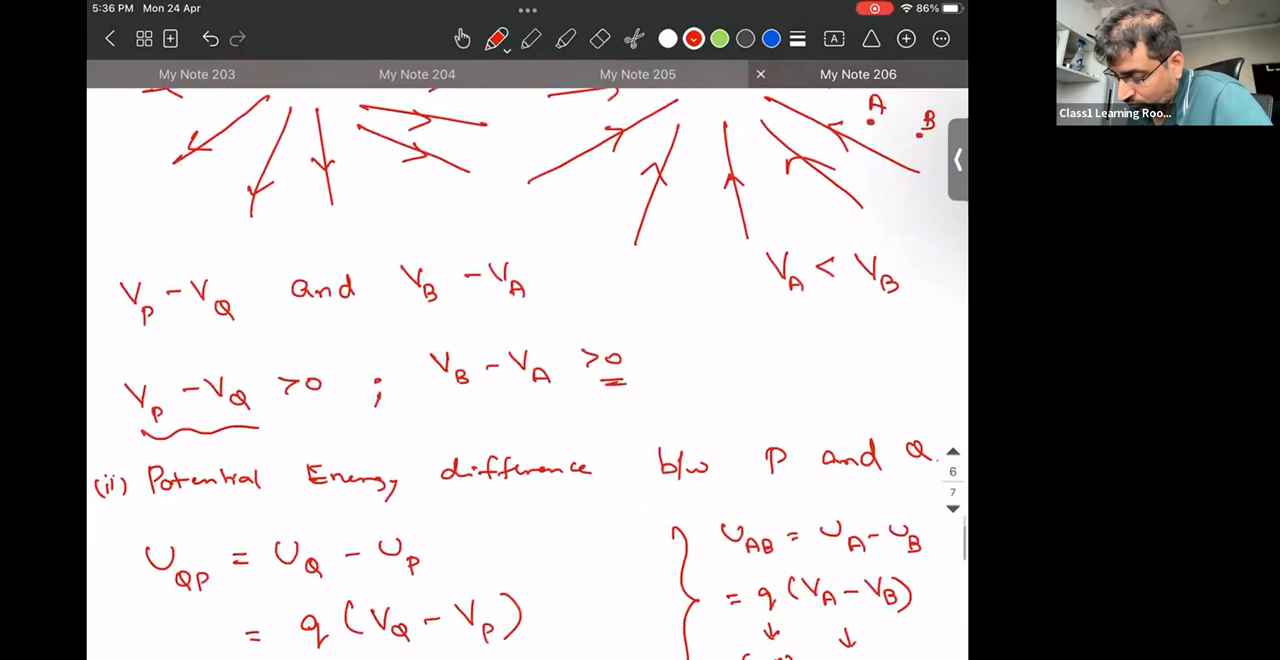 5:36 PM Mon 24 Apr
86%
My Note 203
My Note 204
My Note 205
My Note 206
Class1 Learning Roo...
A
B
V_A < V_B
V_P - V_Q and V_B - V_A
V_P - V_Q >0 ; V_B - V_A >0
(ii) Potential Energy difference b/w P and Q.
6
7
U_QP = U_Q - U_P
= q (V_Q - V_P)
U_AB = U_A - U_B
= q (V_A - V_B)